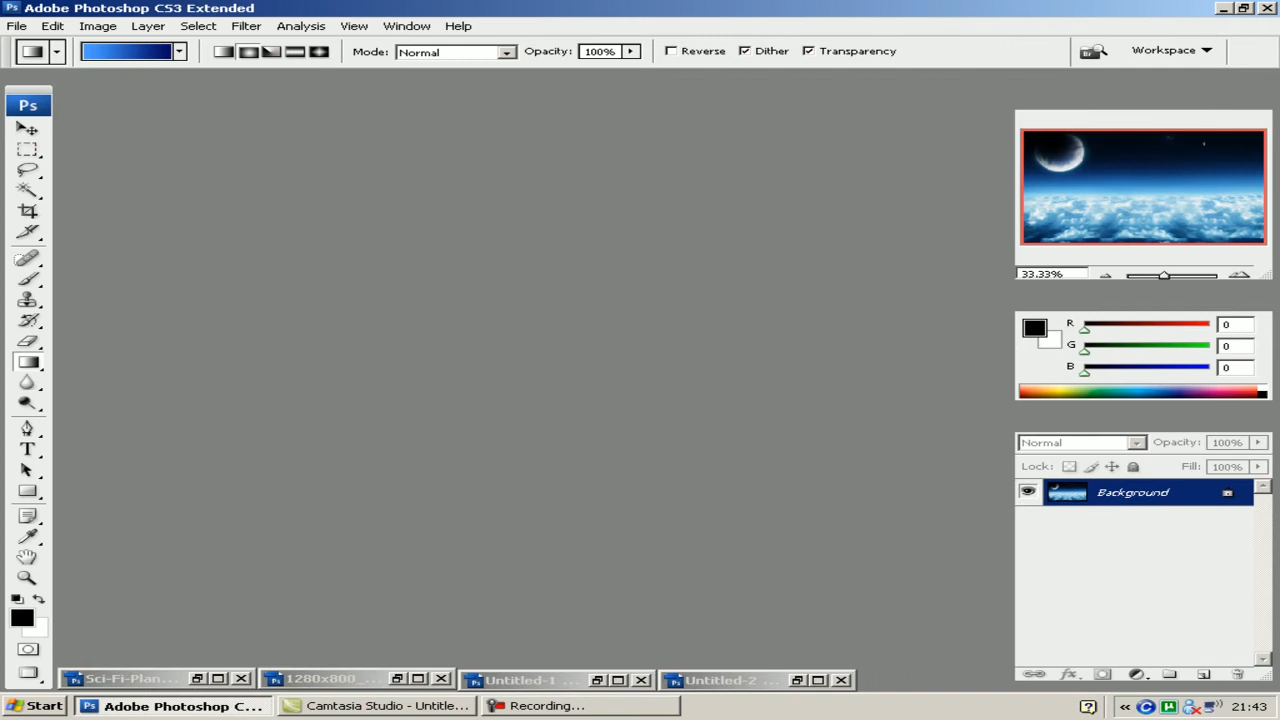 Ps Adobe Photoshop CS3 Extended
File Edit Image Layer Select Filter Analysis View Window Help
Mode: Normal Opacity: 100% Reverse Dither Transparency Workspace
Ps
33.33%
R 0
G 0
B 0
Normal Opacity: 100%
Lock: Fill: 100%
Background
Sci-Fi-Plan... 1280x800_... Untitled-1 ... Untitled-2 ...
Start Adobe Photoshop C... Camtasia Studio - Untitle... Recording... 21:43